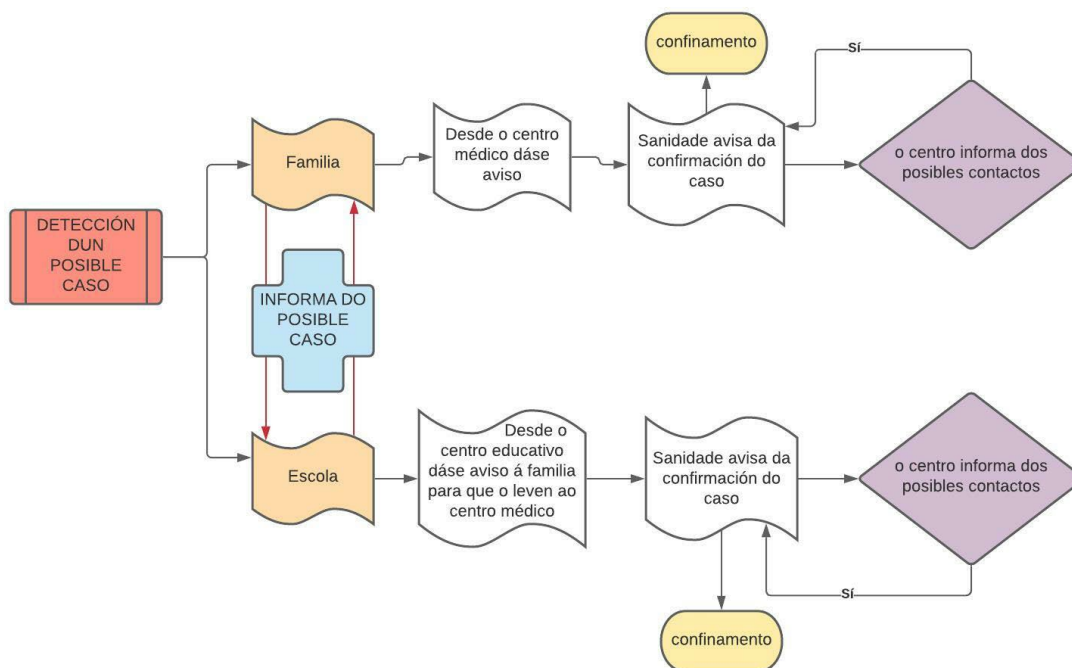 confinamento
Sí
Familia
Desde o centro
médico dáse
aviso
Sanidade avisa da
confirmación do
caso
o centro informa dos
posibles contactos
DETECCIÓN
DUN
POSIBLE
CASO
INFORMA DO
POSIBLE
CASO
Escola
Desde o
centro educativo
dáse aviso á familia
para que o leven ao
centro médico
Sanidade avisa da
confirmación do
caso
o centro informa dos
posibles contactos
Sí
confinamento